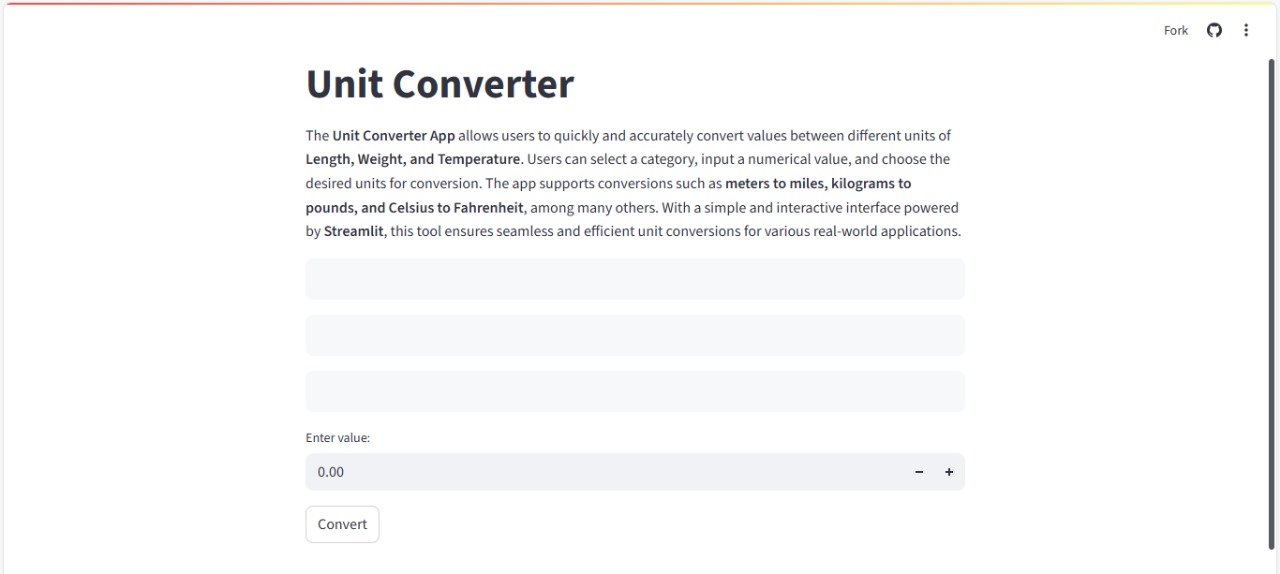 Fork
Unit Converter
The Unit Converter App allows users to quickly and accurately convert values between different units of
Length, Weight, and Temperature. Users can select a category, input a numerical value, and choose the
desired units for conversion. The app supports conversions such as meters to miles, kilograms to
pounds, and Celsius to Fahrenheit, among many others. With a simple and interactive interface powered
by Streamlit, this tool ensures seamless and efficient unit conversions for various real-world applications.
Enter value:
0.00
Convert